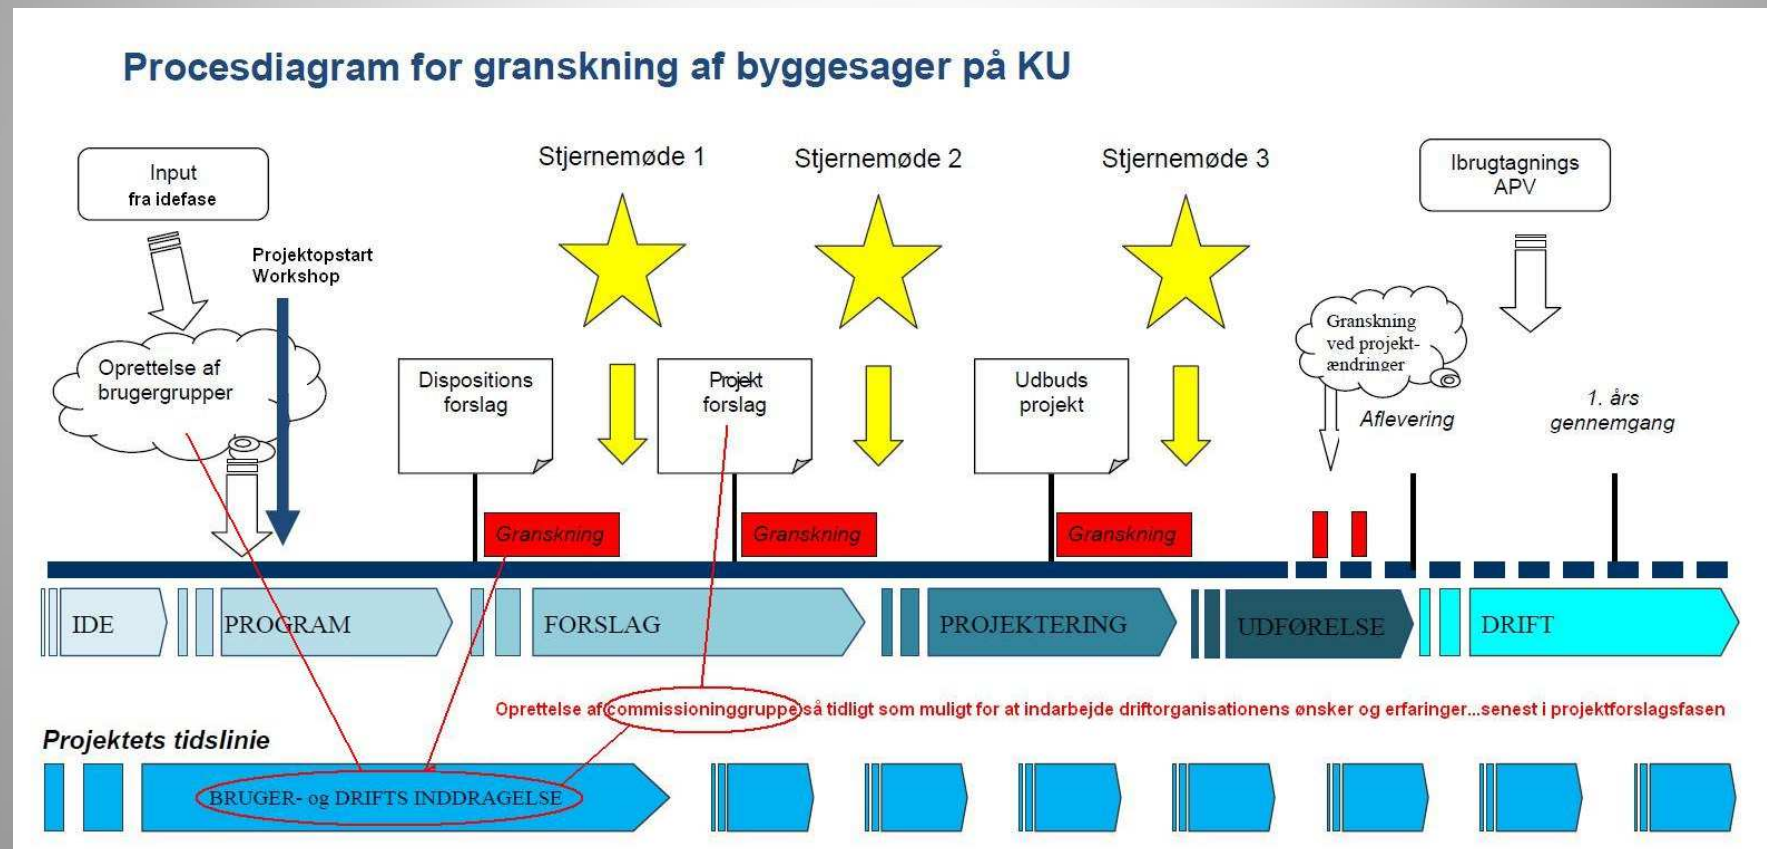 Procesdiagram for granskning af byggesager på KU
Input
fra idefase
Projektopstart
Workshop
Oprettelse af
brugergrupper
Stjernemøde 1
Stjernemøde 2
Stjernemøde 3
Ibrugtagnings
APV
Dispositions
forslag
Projekt
forslag
Udbuds
projekt
Granskning
ved projekt-
ændringer
Aflevering
1. års
gennemgang
Granskning
Granskning
Granskning
IDE
PROGRAM
FORSLAG
PROJEKTERING
UDFØRELSE
DRIFT
Oprettelse af commissioninggruppe så tidligt som muligt for at indarbejde driftorganisationens ønsker og erfaringer...senest i projektforslagsfasen
Projektets tidslinie
BRUGER- og DRIFTS INDDRAGELSE